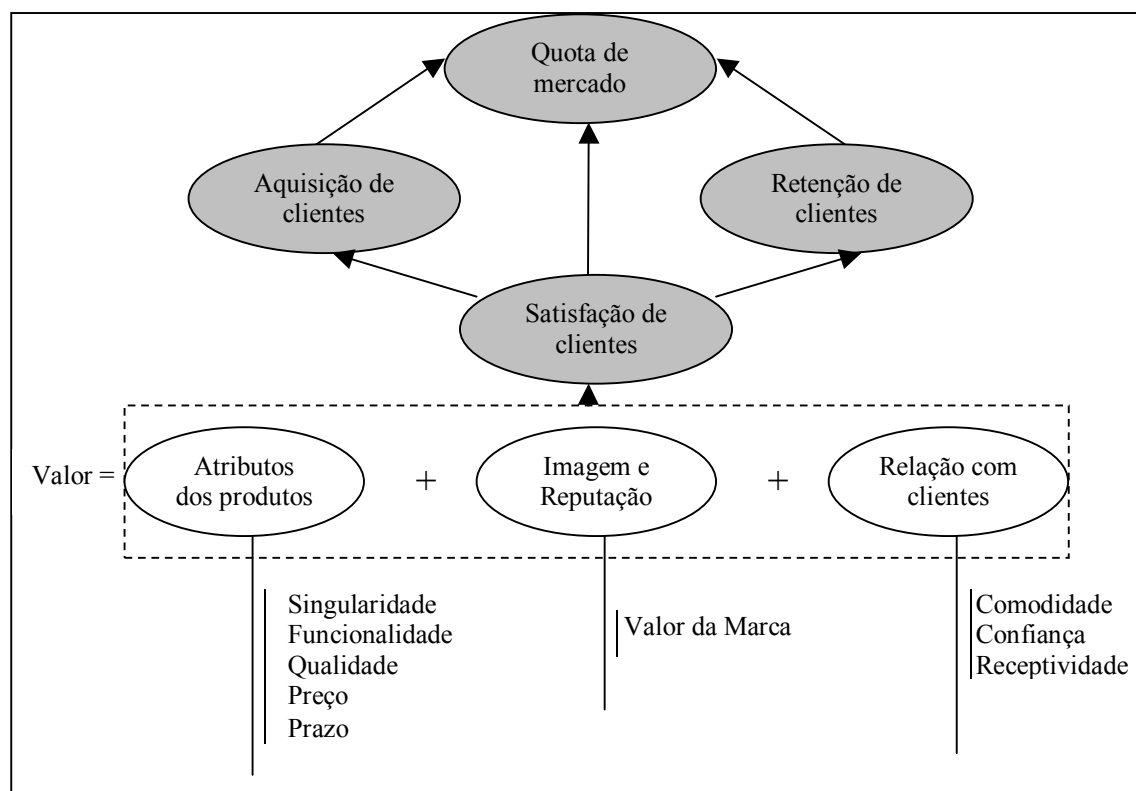 Quota de
mercado
Aquisição de
clientes
Retenção de
clientes
Satisfação de
clientes
Valor =
Atributos
dos produtos
+
Imagem e
Reputação
+
Relação com
clientes
Singularidade
Funcionalidade
Qualidade
Preço
Prazo
Valor da Marca
Comodidade
Confiança
Receptividade